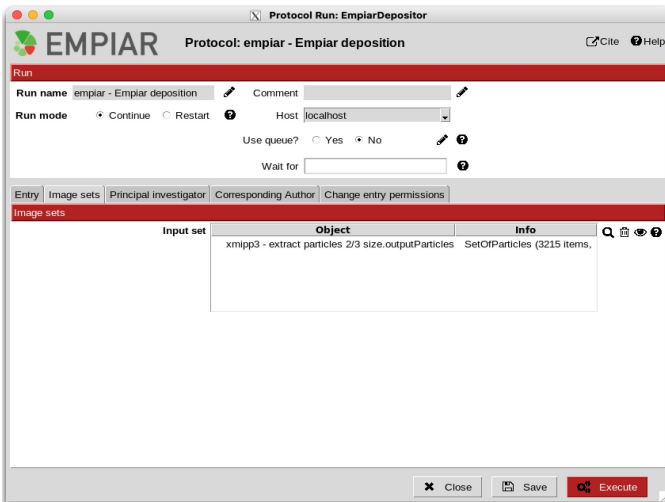 Protocol Run: EmpiarDepositor
EMPIAR Protocol: empiar - Empiar deposition Cite Help
Run
Run name empiar - Empiar deposition Comment
Run mode Continue Restart Host localhost
Use queue? Yes No
Wait for
Entry Image sets Principal investigator Corresponding Author Change entry permissions
Image sets
Input set Object Info
xmipp3 - extract particles 2/3 size.outputParticles SetOfParticles (3215 items,
Close Save Execute